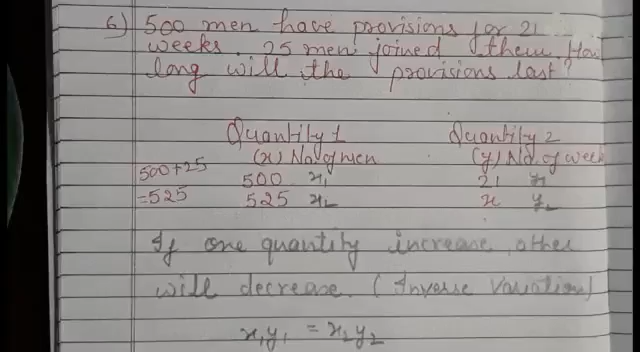 6) 500 men have provisions for 21
weeks. 25 men joined them. How
long will the provisions last?
Quantity 1 Quantity 2
(x) No. of men (y) No. of week
500+25 500 x₁ 21
=525 525 x₂ x y₂
If one quantity increase, other
will decrease. (Inverse Variation)
x₁y₁ = x₂y₂